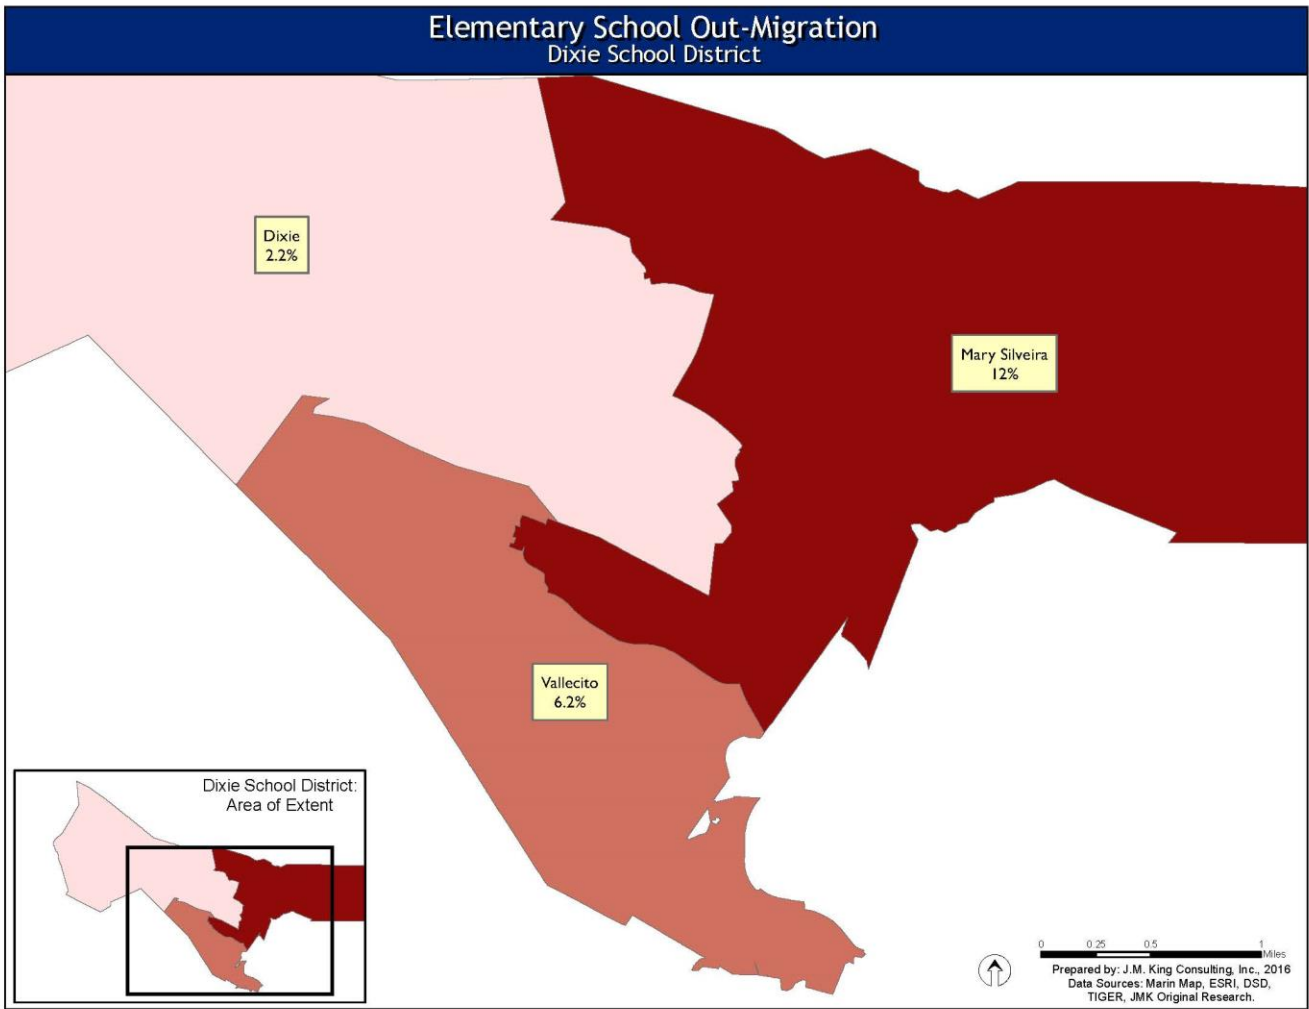 Elementary School Out-Migration
Dixie School District
Dixie
2.2%
Mary Silveira
12%
Vallecito
6.2%
Dixie School District:
Area of Extent
0 0.25 0.5 1
Miles
Prepared by: J.M. King Consulting, Inc., 2016
Data Sources: Marin Map, ESRI, DSD,
TIGER, JMK Original Research.